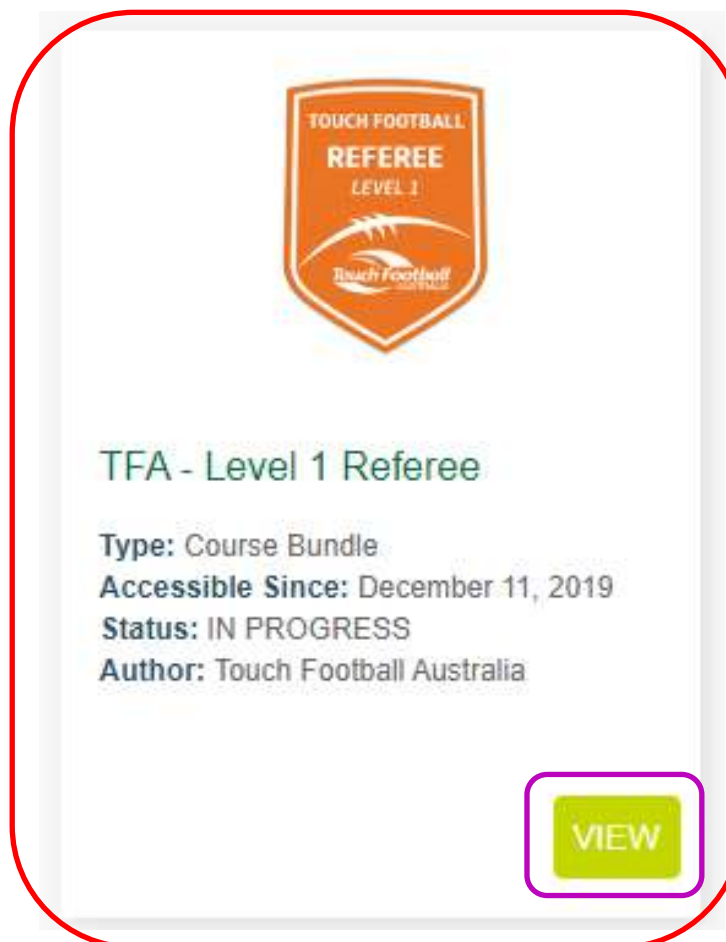 TOUCH FOOTBALL
REFEREE
LEVEL 1
Touch Football
AUSTRALIA
TFA - Level 1 Referee
Type: Course Bundle
Accessible Since: December 11, 2019
Status: IN PROGRESS
Author: Touch Football Australia
VIEW